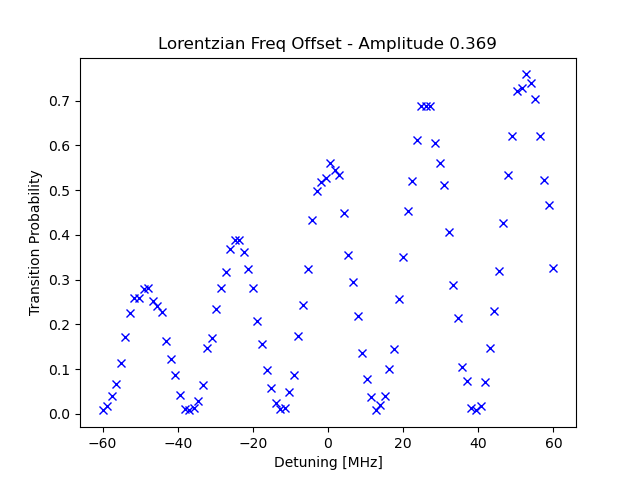 Lorentzian Freq Offset - Amplitude 0.369
Transition Probability
0.7
0.6
0.5
0.4
0.3
0.2
0.1
0.0
−60 −40 −20 0 20 40 60
Detuning [MHz]